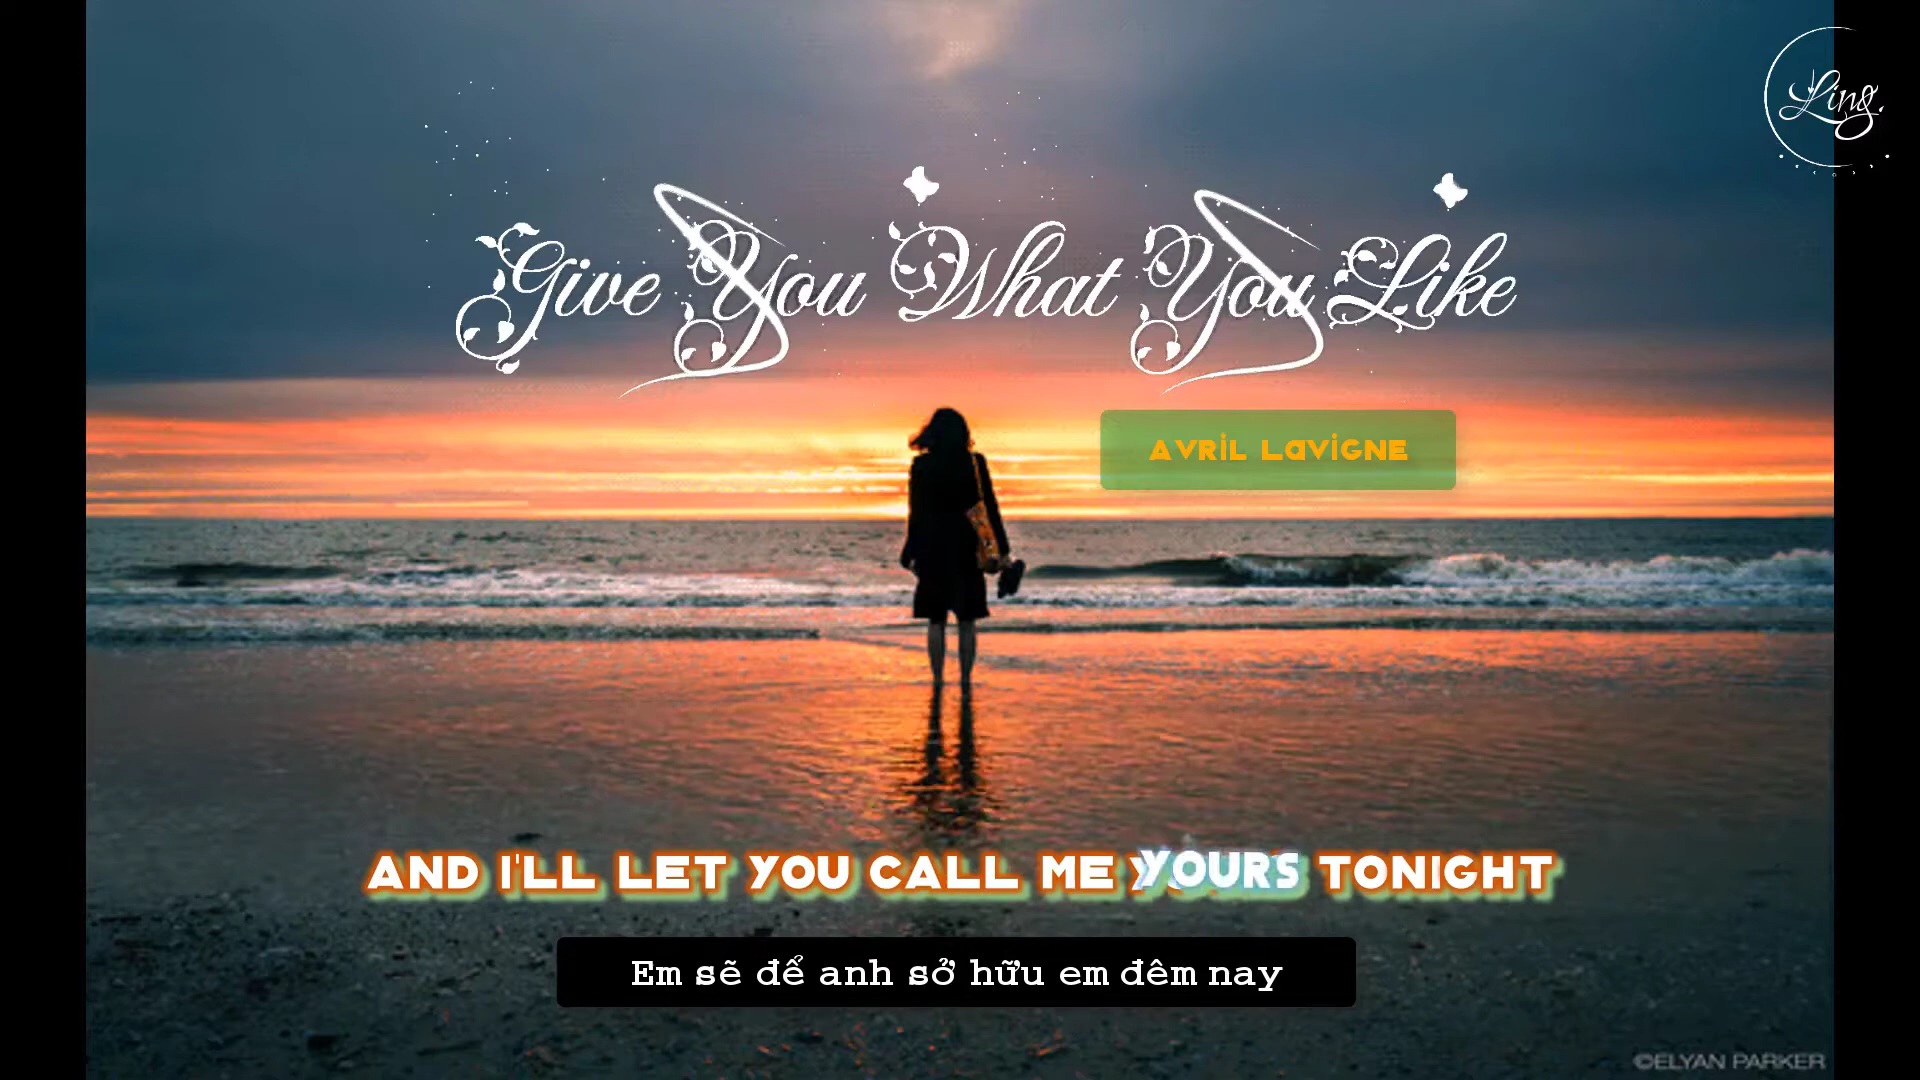 Ling.
Give You What You Like
AVRIL LAVIGNE
AND I'LL LET YOU CALL ME YOURS TONIGHT
Em sẽ để anh sở hữu em đêm nay
©ELYAN PARKER